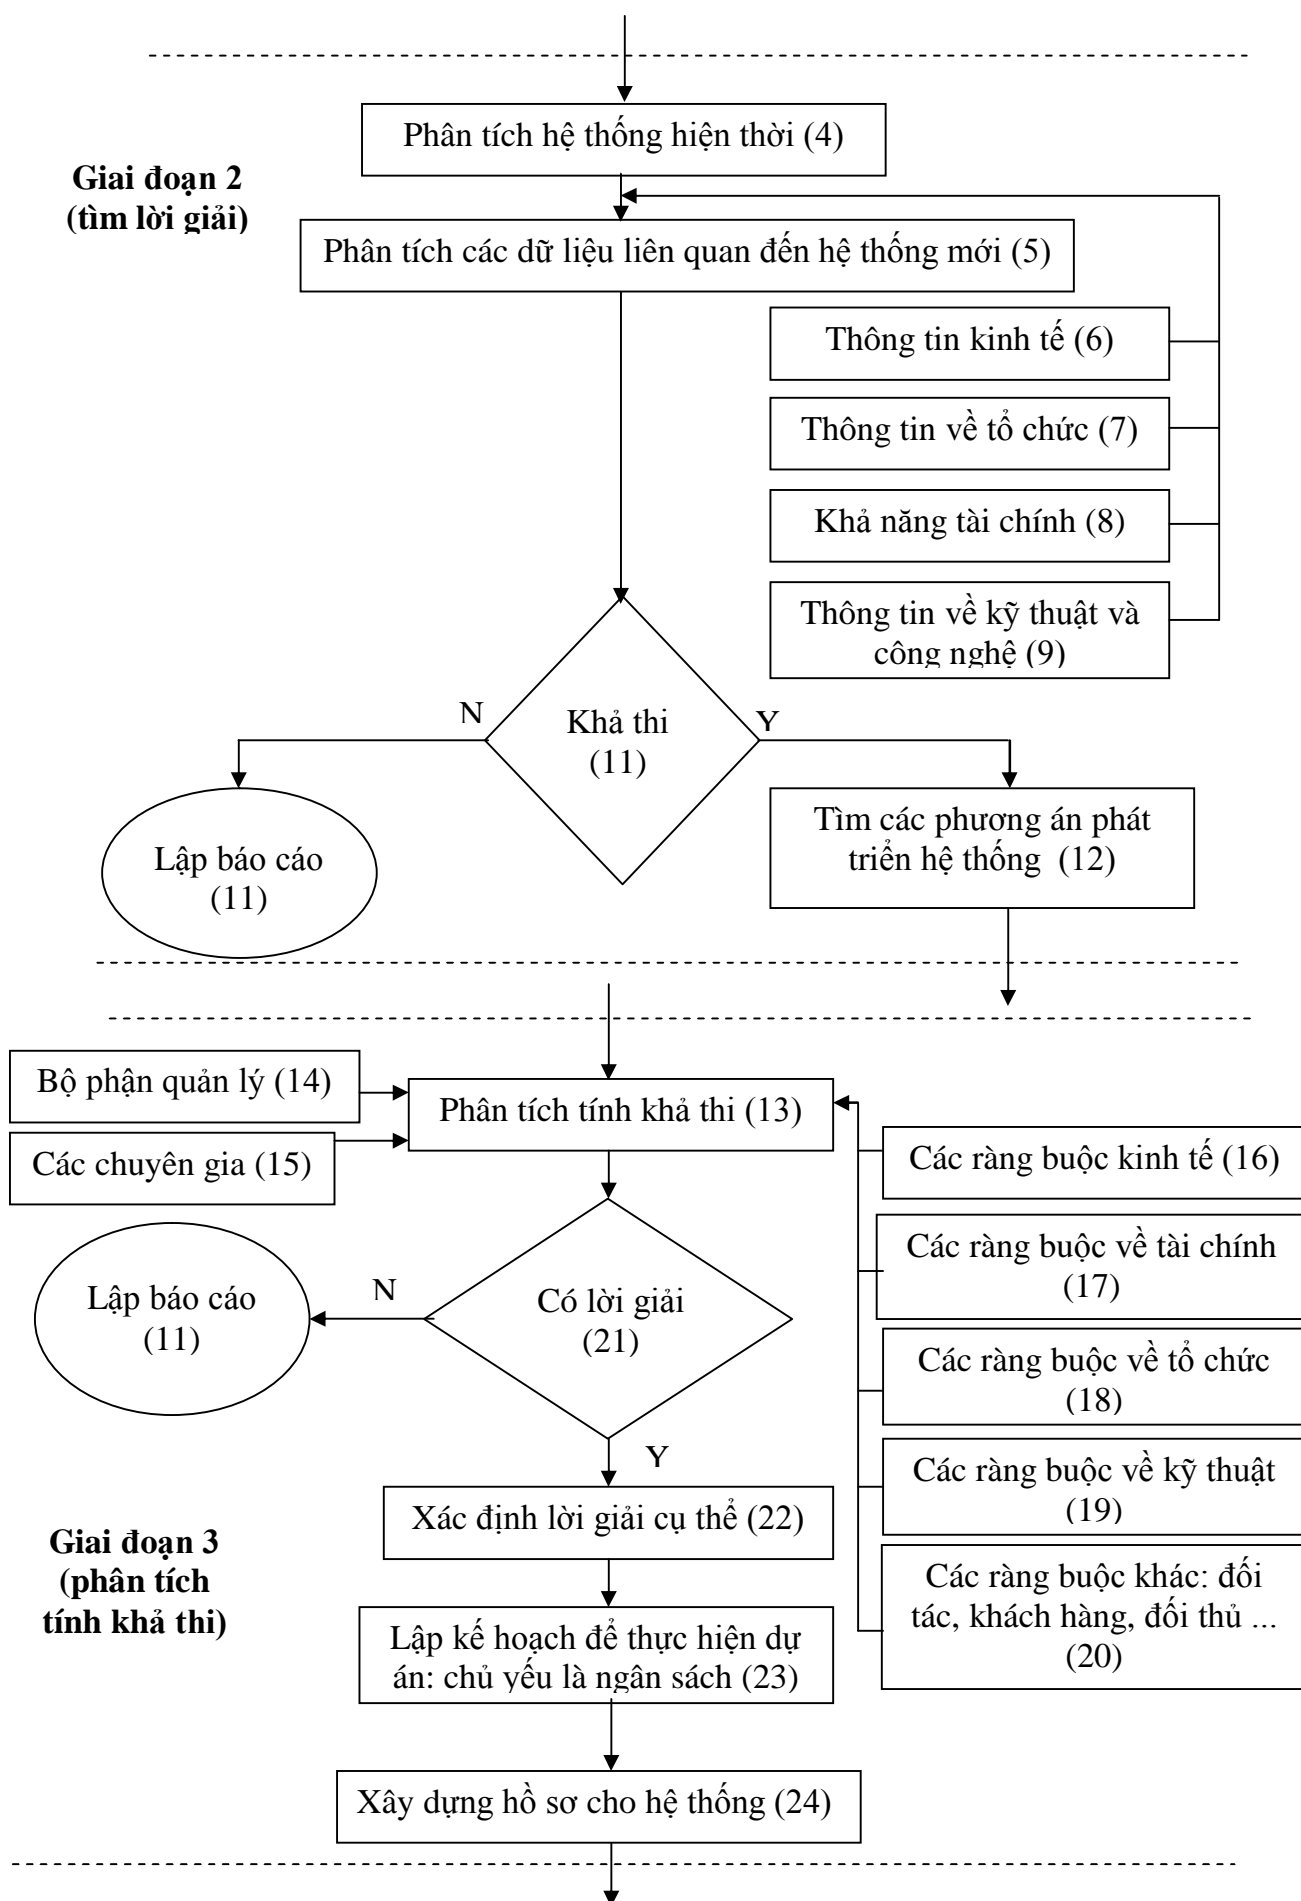 Phân tích hệ thống hiện thời (4)
Giai đoạn 2
(tìm lời giải)
Phân tích các dữ liệu liên quan đến hệ thống mới (5)
Thông tin kinh tế (6)
Thông tin về tổ chức (7)
Khả năng tài chính (8)
Thông tin về kỹ thuật và
công nghệ (9)
N
Khả thi
(11)
Y
Lập báo cáo
(11)
Tìm các phương án phát
triển hệ thống (12)
Bộ phận quản lý (14)
Phân tích tính khả thi (13)
Các chuyên gia (15)
Các ràng buộc kinh tế (16)
Các ràng buộc về tài chính
(17)
Lập báo cáo
(11)
N
Có lời giải
(21)
Các ràng buộc về tổ chức
(18)
Y
Các ràng buộc về kỹ thuật
(19)
Xác định lời giải cụ thể (22)
Giai đoạn 3
(phân tích
tính khả thi)
Các ràng buộc khác: đối
tác, khách hàng, đối thủ ...
(20)
Lập kế hoạch để thực hiện dự
án: chủ yếu là ngân sách (23)
Xây dựng hồ sơ cho hệ thống (24)